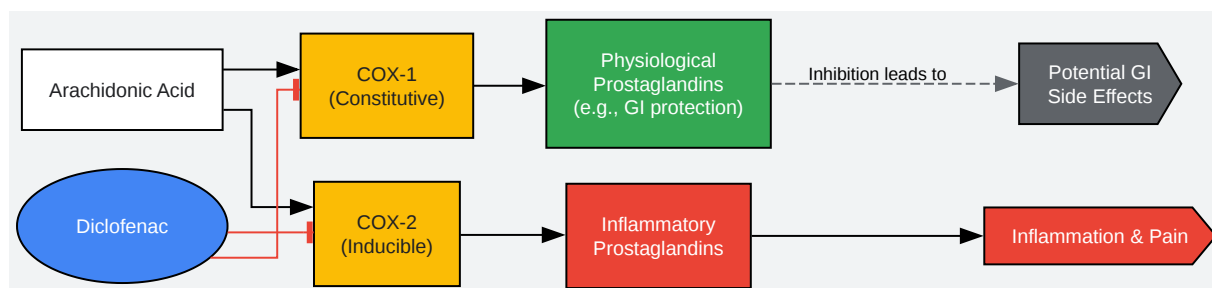 Arachidonic Acid
COX-1
(Constitutive)
Physiological
Prostaglandins
(e.g., GI protection)
Inhibition leads to
Potential GI
Side Effects
Diclofenac
COX-2
(Inducible)
Inflammatory
Prostaglandins
Inflammation & Pain